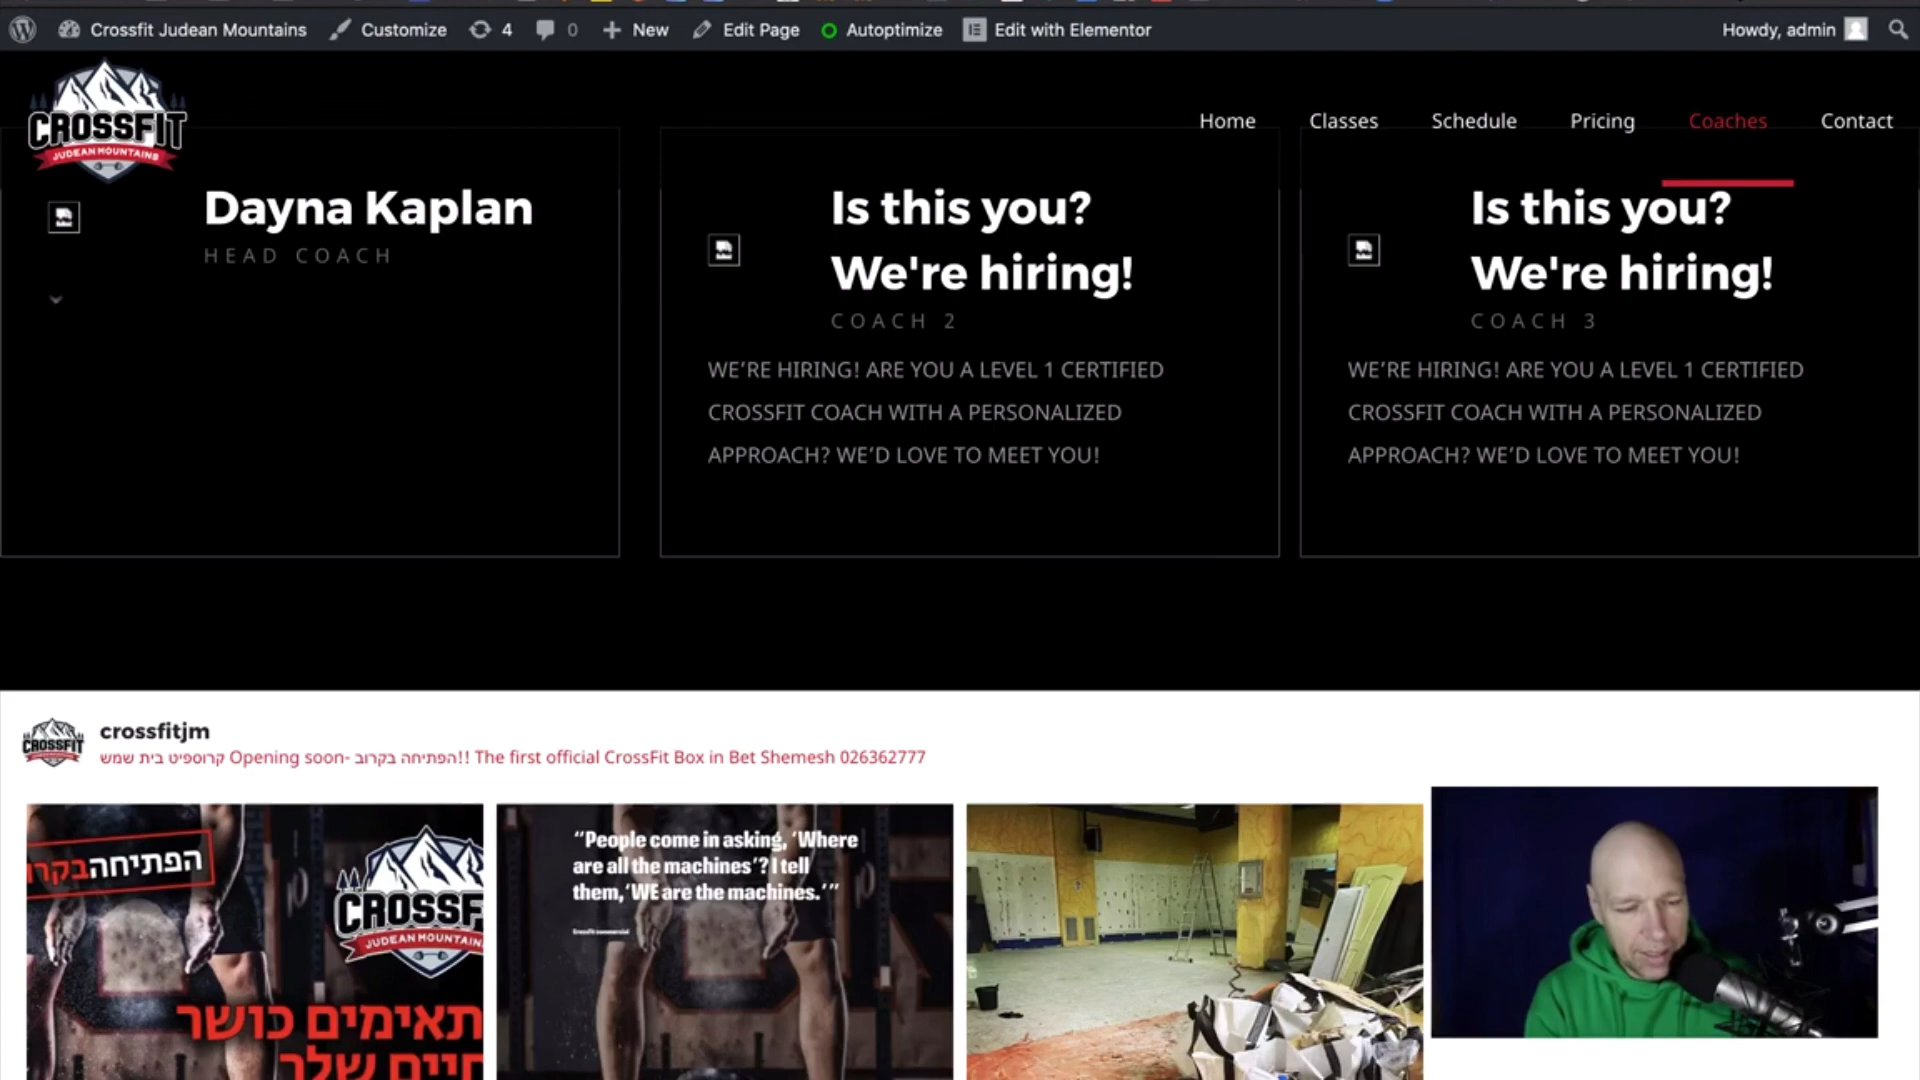 Crossfit Judean Mountains Customize 4 0 New Edit Page Autoptimize Edit with Elementor Howdy, admin
CROSSFIT
JUDEAN MOUNTAINS
Home Classes Schedule Pricing Coaches Contact
Dayna Kaplan
HEAD COACH
Is this you?
We're hiring!
COACH 2
WE’RE HIRING! ARE YOU A LEVEL 1 CERTIFIED
CROSSFIT COACH WITH A PERSONALIZED
APPROACH? WE’D LOVE TO MEET YOU!
Is this you?
We're hiring!
COACH 3
WE’RE HIRING! ARE YOU A LEVEL 1 CERTIFIED
CROSSFIT COACH WITH A PERSONALIZED
APPROACH? WE’D LOVE TO MEET YOU!
CROSSFIT
crossfitjm
קרוספיט בית שמש Opening soon- הפתיחה בקרוב!! The first official CrossFit Box in Bet Shemesh 026362777
הפתיחה
CROSSF
JUDEAN MOUNTAIN
תאימים כושר
חיים שלך
“People come in asking, ‘Where
are all the machines’? I tell
them, ‘WE are the machines.’”
Crossfit commercial